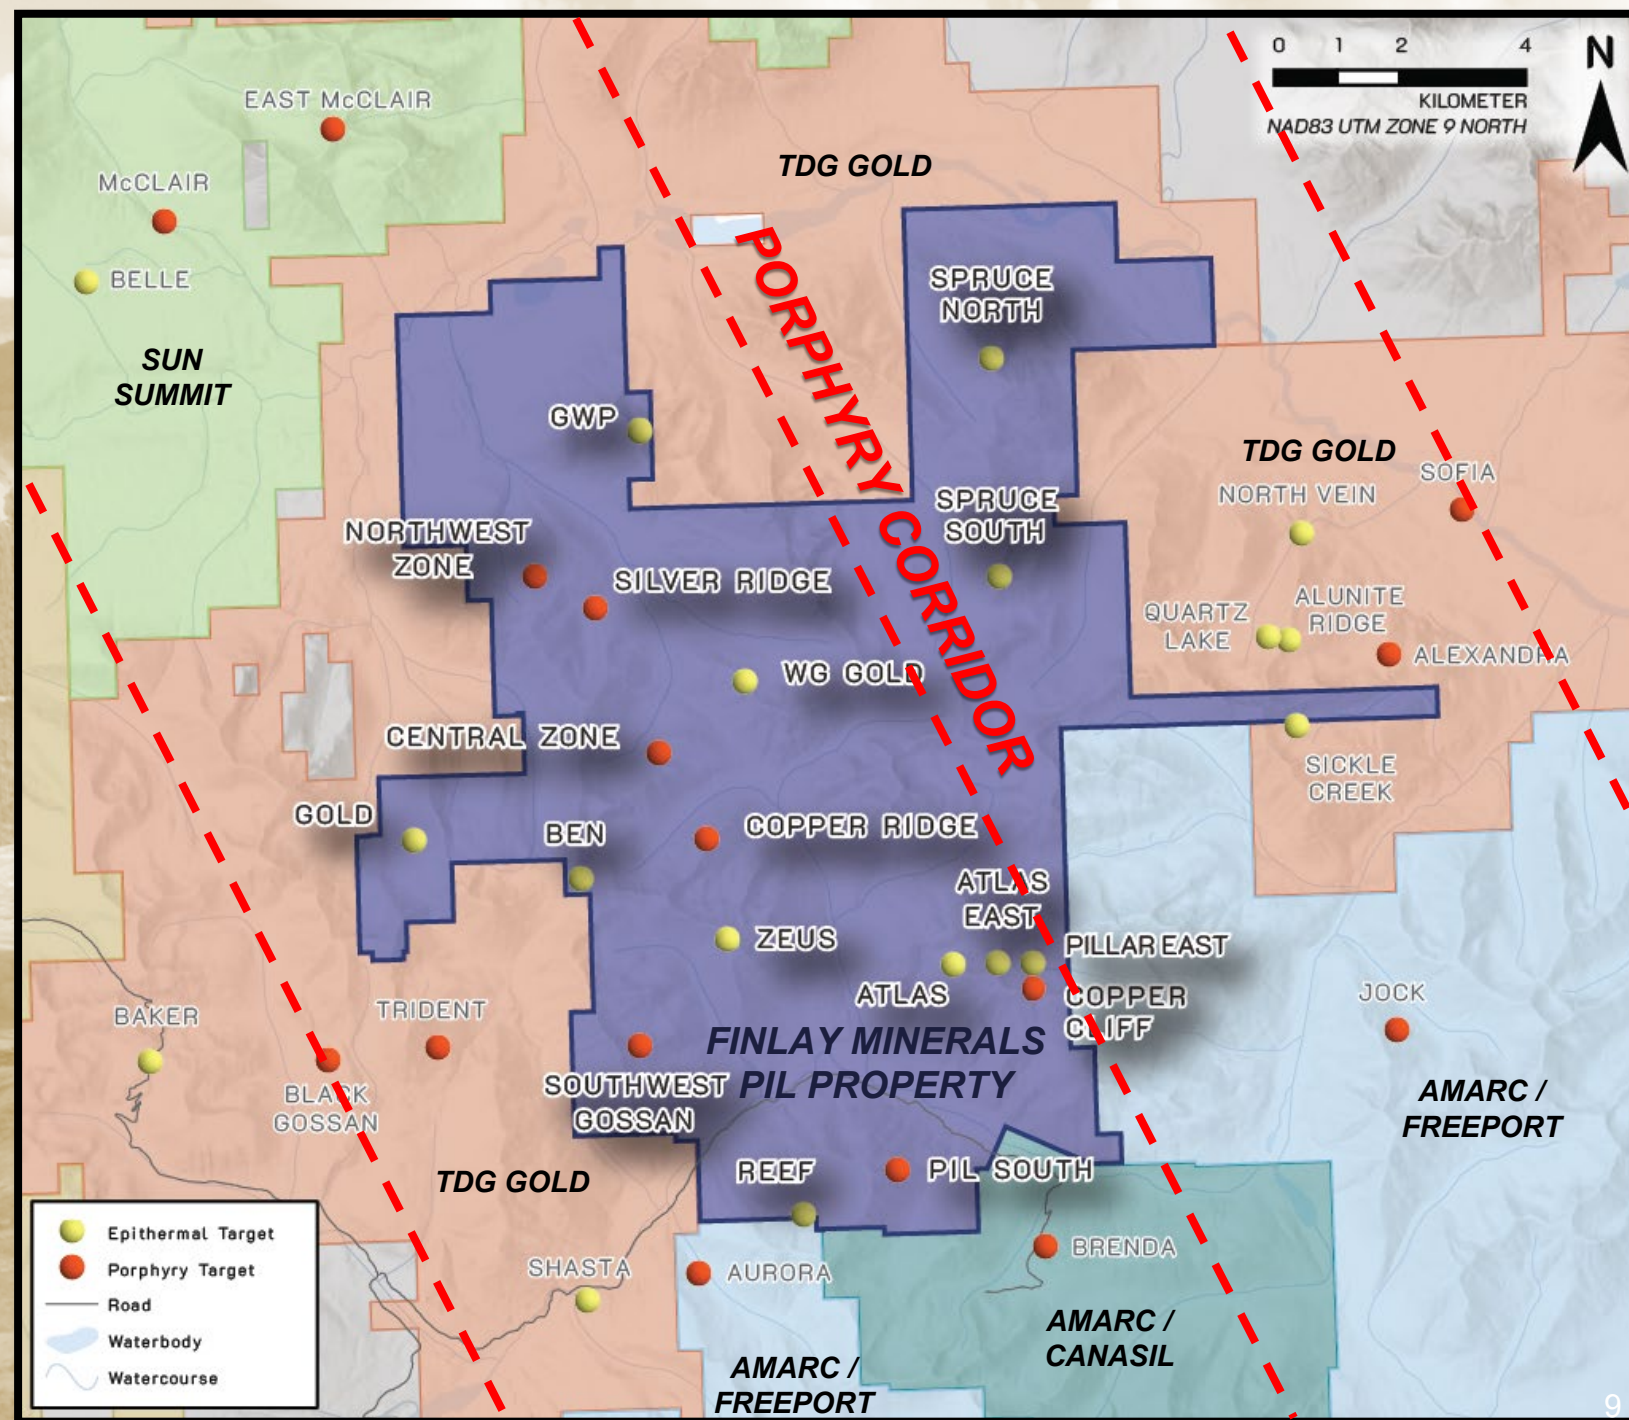 0 1 2 4
KILOMETER
NAD83 UTM ZONE 9 NORTH
N
EAST McCLAIR
McCLAIR
BELLE
SUN
SUMMIT
TDG GOLD
PORPHYRY CORRIDOR
SPRUCE
NORTH
GWP
TDG GOLD
SOFIA
NORTH VEIN
SPRUCE
SOUTH
NORTHWEST
ZONE
SILVER RIDGE
QUARTZ
LAKE
ALUNITE
RIDGE
ALEXANDRA
WG GOLD
CENTRAL ZONE
SICKLE
CREEK
GOLD
BEN
COPPER RIDGE
ATLAS
EAST
ZEUS
PILLAR EAST
ATLAS
COPPER
CLIFF
JOCK
BAKER
TRIDENT
FINLAY MINERALS
PIL PROPERTY
BLACK
GOSSAN
SOUTHWEST
GOSSAN
AMARC /
FREEPORT
TDG GOLD
REEF
PIL SOUTH
BRENDA
SHASTA
AURORA
AMARC /
CANASIL
AMARC /
FREEPORT
Epithermal Target
Porphyry Target
Road
Waterbody
Watercourse
9